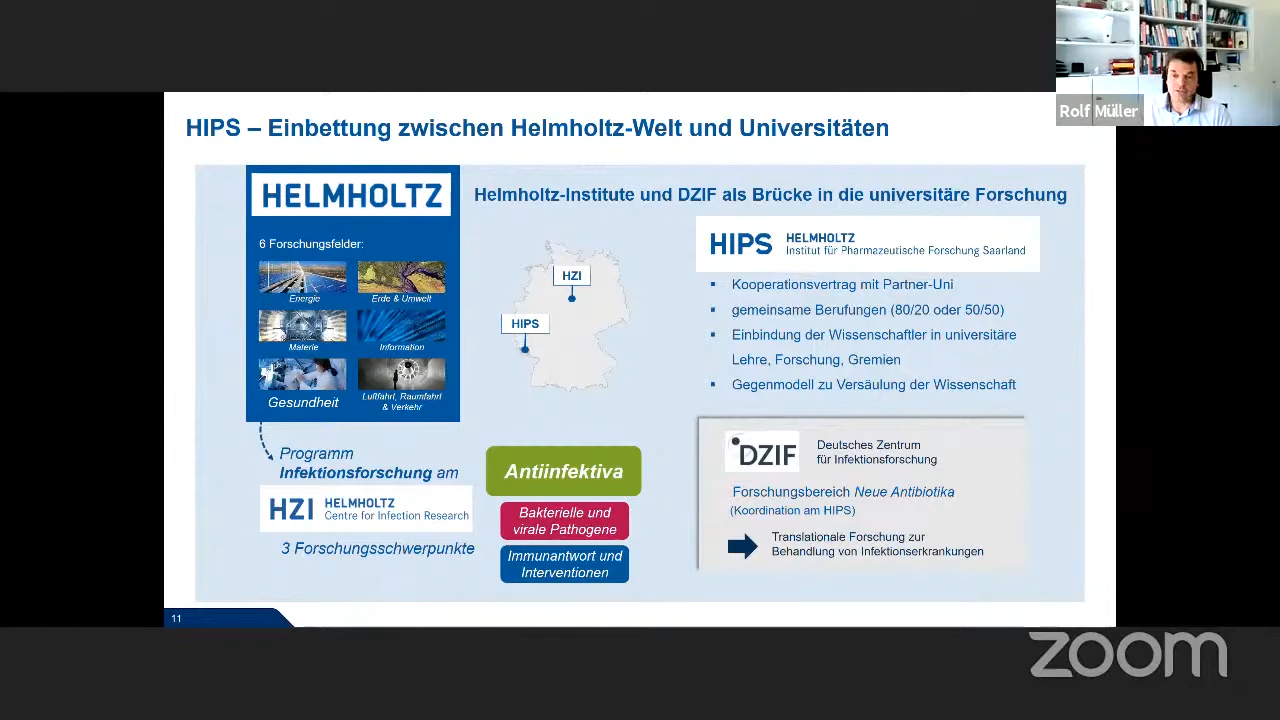 Rolf Müller
HIPS – Einbettung zwischen Helmholtz-Welt und Universitäten
HELMHOLTZ
6 Forschungsfelder:
Energie
Erde & Umwelt
Materie
Information
Gesundheit
Luftfahrt, Raumfahrt
& Verkehr
Programm
Infektionsforschung am
HZI HELMHOLTZ
Centre for Infection Research
3 Forschungsschwerpunkte
Helmholtz-Institute und DZIF als Brücke in die universitäre Forschung
HZI
HIPS
Antiinfektiva
Bakterielle und
virale Pathogene
Immunantwort und
Interventionen
HIPS HELMHOLTZ
Institut für Pharmazeutische Forschung Saarland
▪ Kooperationsvertrag mit Partner-Uni
▪ gemeinsame Berufungen (80/20 oder 50/50)
▪ Einbindung der Wissenschaftler in universitäre
Lehre, Forschung, Gremien
▪ Gegenmodell zu Versäulung der Wissenschaft
DZIF Deutsches Zentrum
für Infektionsforschung
Forschungsbereich Neue Antibiotika
(Koordination am HIPS)
Translationale Forschung zur
Behandlung von Infektionserkrankungen
11
zoom